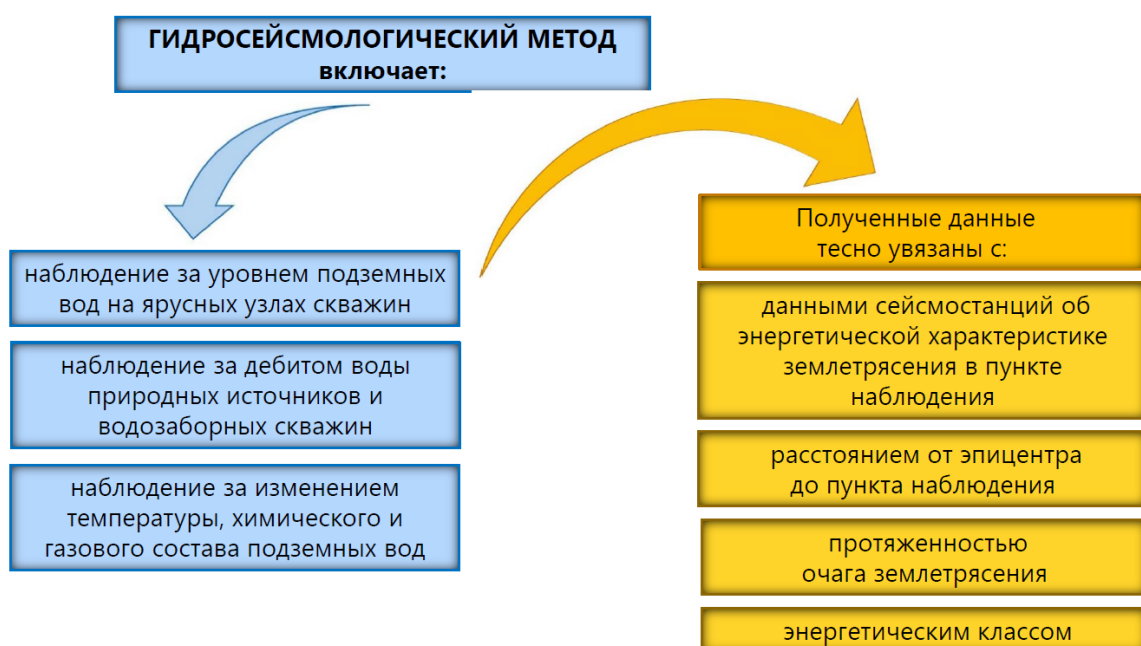 ГИДРОСЕЙСМОЛОГИЧЕСКИЙ МЕТОД
включает:
наблюдение за уровнем подземных
вод на ярусных узлах скважин
наблюдение за дебитом воды
природных источников и
водозаборных скважин
наблюдение за изменением
температуры, химического и
газового состава подземных вод
Полученные данные
тесно увязаны с:
данными сейсмостанций об
энергетической характеристике
землетрясения в пункте
наблюдения
расстоянием от эпицентра
до пункта наблюдения
протяженностью
очага землетрясения
энергетическим классом